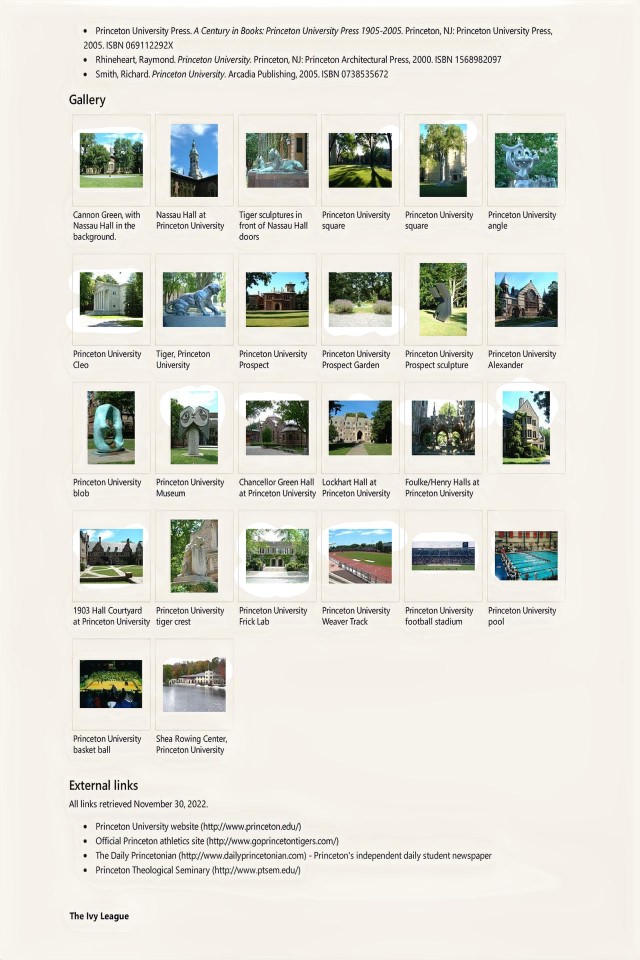 • Princeton University Press. A Century in Books: Princeton University Press 1905-2005. Princeton, NJ: Princeton University Press,
2005. ISBN 069112292X
• Rhineheart, Raymond. Princeton University. Princeton, NJ: Princeton Architectural Press, 2000. ISBN 1568982097
• Smith, Richard. Princeton University. Arcadia Publishing, 2005. ISBN 0738535672
Gallery
Cannon Green, with
Nassau Hall in the
background.
Nassau Hall at
Princeton University
Tiger sculptures in
front of Nassau Hall
doors
Princeton University
square
Princeton University
square
Princeton University
angle
Princeton University
Cleo
Tiger, Princeton
University
Princeton University
Prospect
Princeton University
Prospect Garden
Princeton University
Prospect sculpture
Princeton University
Alexander
Princeton University
blob
Princeton University
Museum
Chancellor Green Hall
at Princeton University
Lockhart Hall at
Princeton University
Foulke/Henry Halls at
Princeton University
1903 Hall Courtyard
at Princeton University
Princeton University
tiger crest
Princeton University
Frick Lab
Princeton University
Weaver Track
Princeton University
football stadium
Princeton University
pool
Princeton University
basket ball
Shea Rowing Center,
Princeton University
External links
All links retrieved November 30, 2022.
• Princeton University website (http://www.princeton.edu/)
• Official Princeton athletics site (http://www.goprincetontigers.com/)
• The Daily Princetonian (http://www.dailyprincetonian.com) - Princeton's independent daily student newspaper
• Princeton Theological Seminary (http://www.ptsem.edu/)
The Ivy League